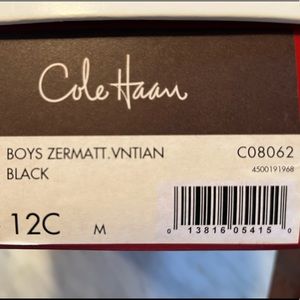 Cole Haan
BOYS ZERMATT.VNTIAN C08062
BLACK 4500191968
12C M
0 13816 05415 0